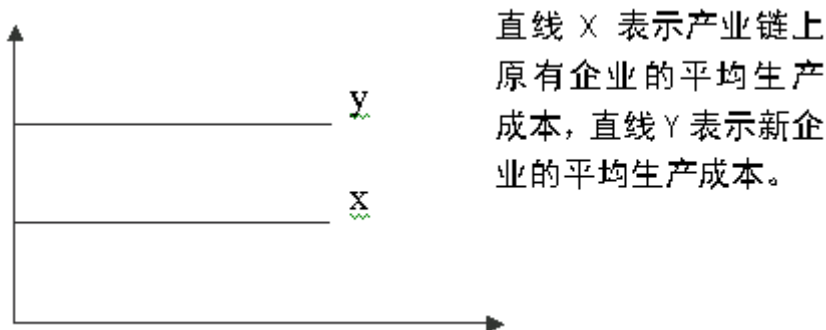 直线 X 表示产业链上
原有企业的平均生产
成本，直线 Y 表示新企
业的平均生产成本。
y
x